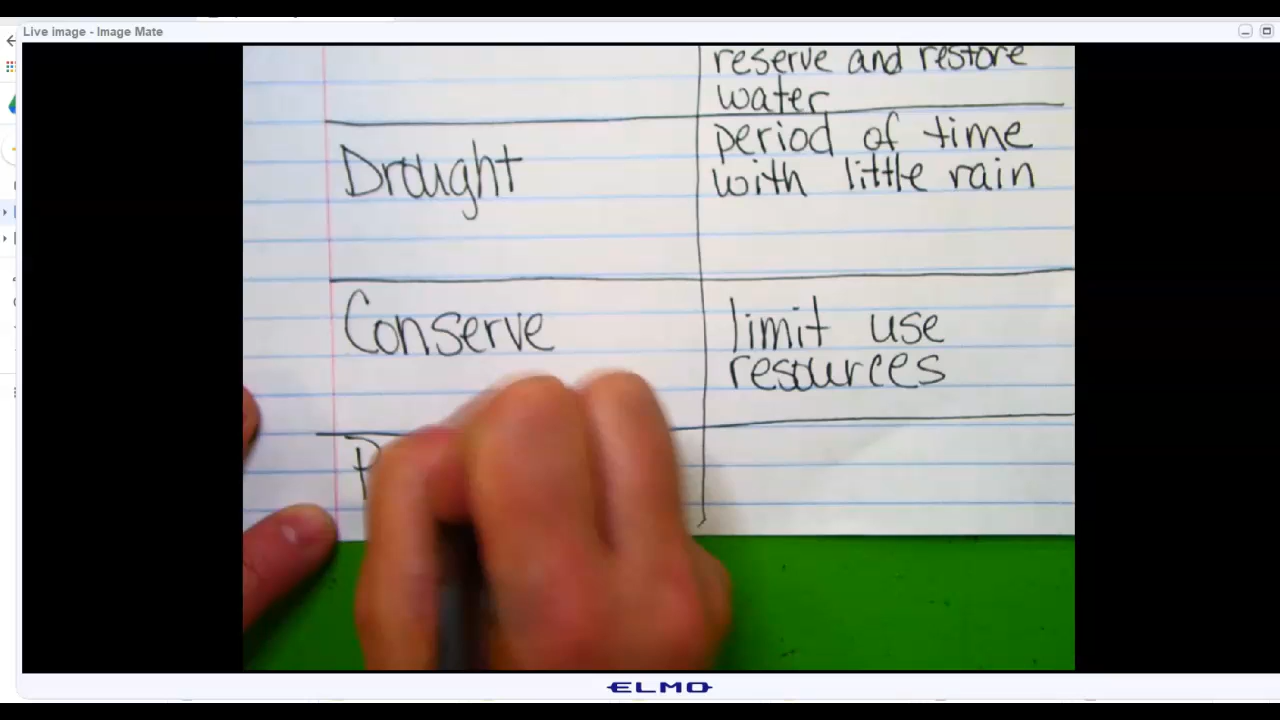 Live image - Image Mate
reserve and restore
water
Drought
period of time
with little rain
Conserve
limit use
resources
ELMO